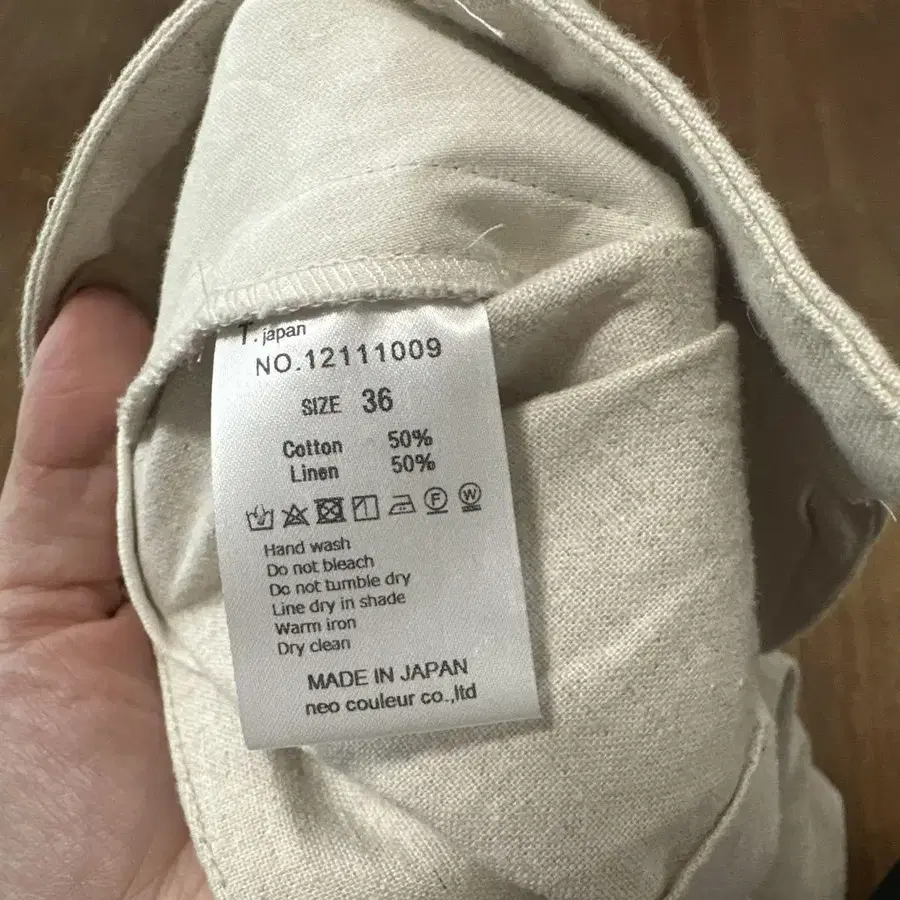 T. japan
NO.12111009
SIZE 36
Cotton 50%
Linen 50%
F W
Hand wash
Do not bleach
Do not tumble dry
Line dry in shade
Warm iron
Dry clean
MADE IN JAPAN
neo couleur co.,ltd